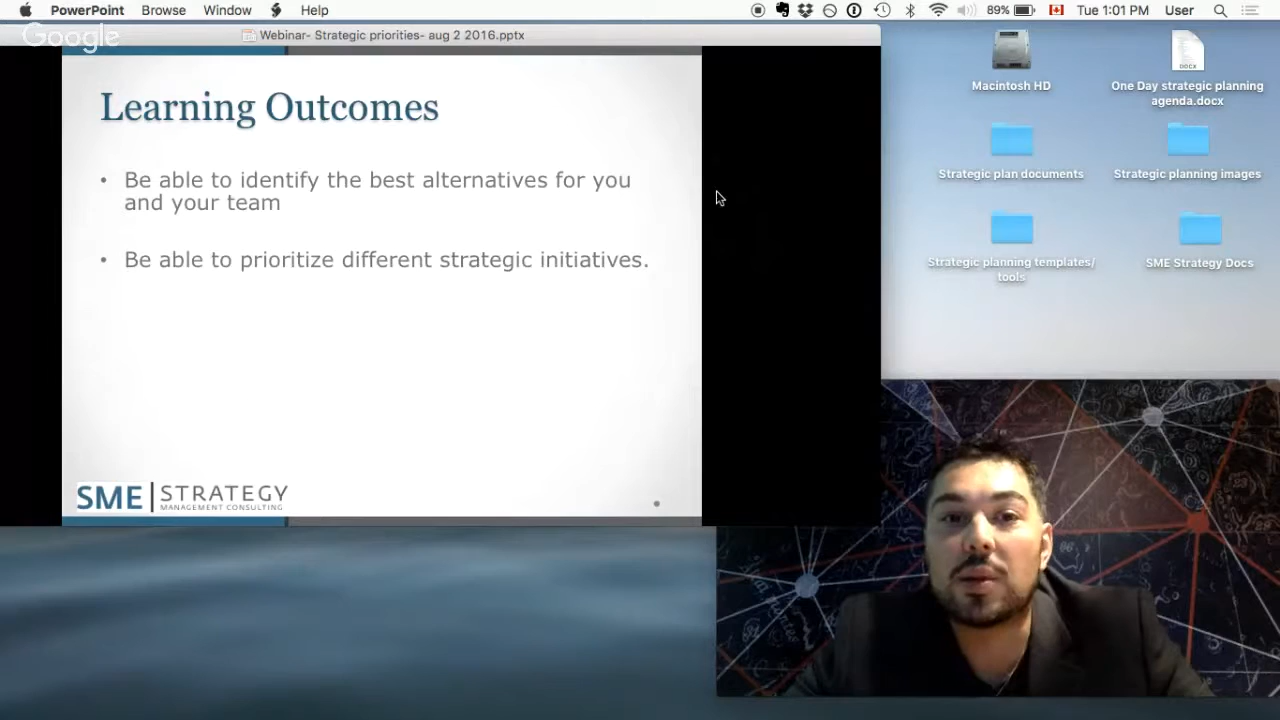 PowerPoint Browse Window Help
89% Tue 1:01 PM User
Google
Webinar- Strategic priorities- aug 2 2016.pptx
Learning Outcomes
• Be able to identify the best alternatives for you
and your team
• Be able to prioritize different strategic initiatives.
SME STRATEGY
MANAGEMENT CONSULTING
Macintosh HD
DOCX
One Day strategic planning
agenda.docx
Strategic plan documents
Strategic planning images
Strategic planning templates/
tools
SME Strategy Docs